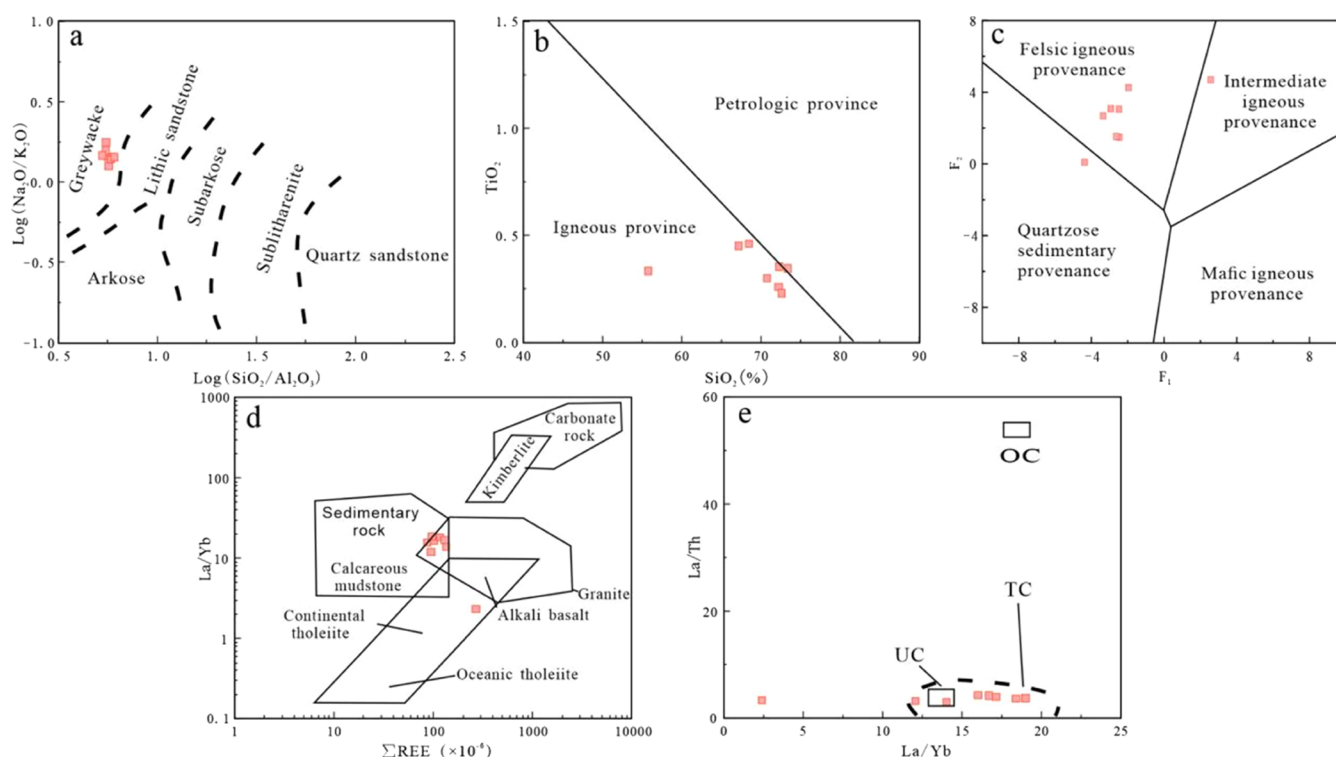 a
1.0
0.5
-0.0
-0.5
-1.0
Log(Na₂O/K₂O)
Greywacke
Lithic sandstone
Subarkose
Sublitharenite
Quartz sandstone
Arkose
0.5
1.0
1.5
2.0
2.5
Log(SiO₂/Al₂O₃)
b
1.5
1.0
0.5
0.0
TiO₂
Petrologic province
Igneous province
40
50
60
70
80
90
SiO₂(%)
c
8
4
0
-4
-8
F₂
Felsic igneous
provenance
Intermediate
igneous
provenance
Quartzose
sedimentary
provenance
Mafic igneous
provenance
-8
-4
0
4
8
F₁
d
1000
100
10
1
0.1
La/Yb
Carbonate
rock
Kimberlite
Sedimentary
rock
Calcareous
mudstone
Granite
Continental
tholeiite
Alkali basalt
Oceanic tholeiite
1
10
100
1000
10000
∑REE (×10⁻⁶)
e
60
40
20
0
La/Th
OC
TC
UC
0
5
10
15
20
25
La/Yb